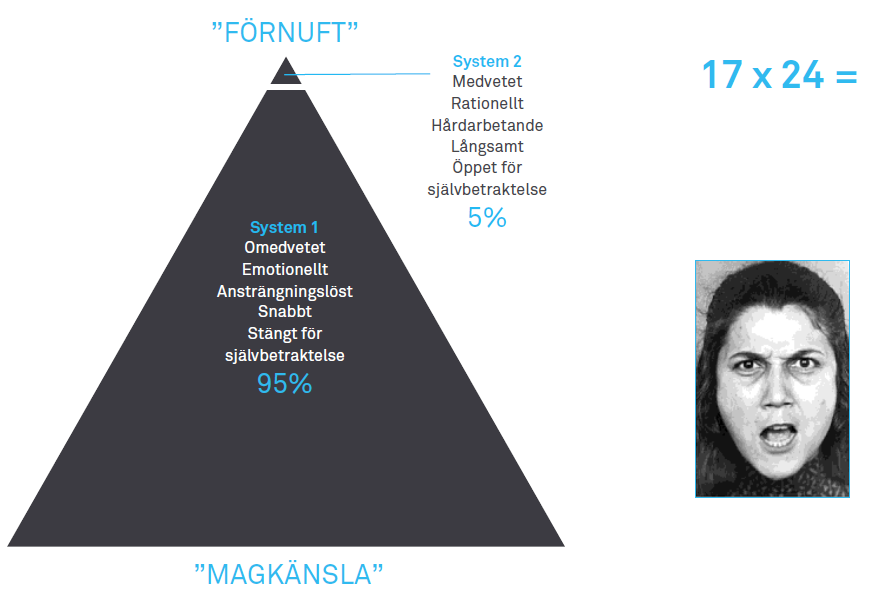 ”FÖRNUFT”
System 2
Medvetet
Rationellt
Hårdarbetande
Långsamt
Öppet för
självbetraktelse
5%
17 x 24 =
System 1
Omedvetet
Emotionellt
Ansträngningslöst
Snabbt
Stängt för
självbetraktelse
95%
”MAGKÄNSLA”